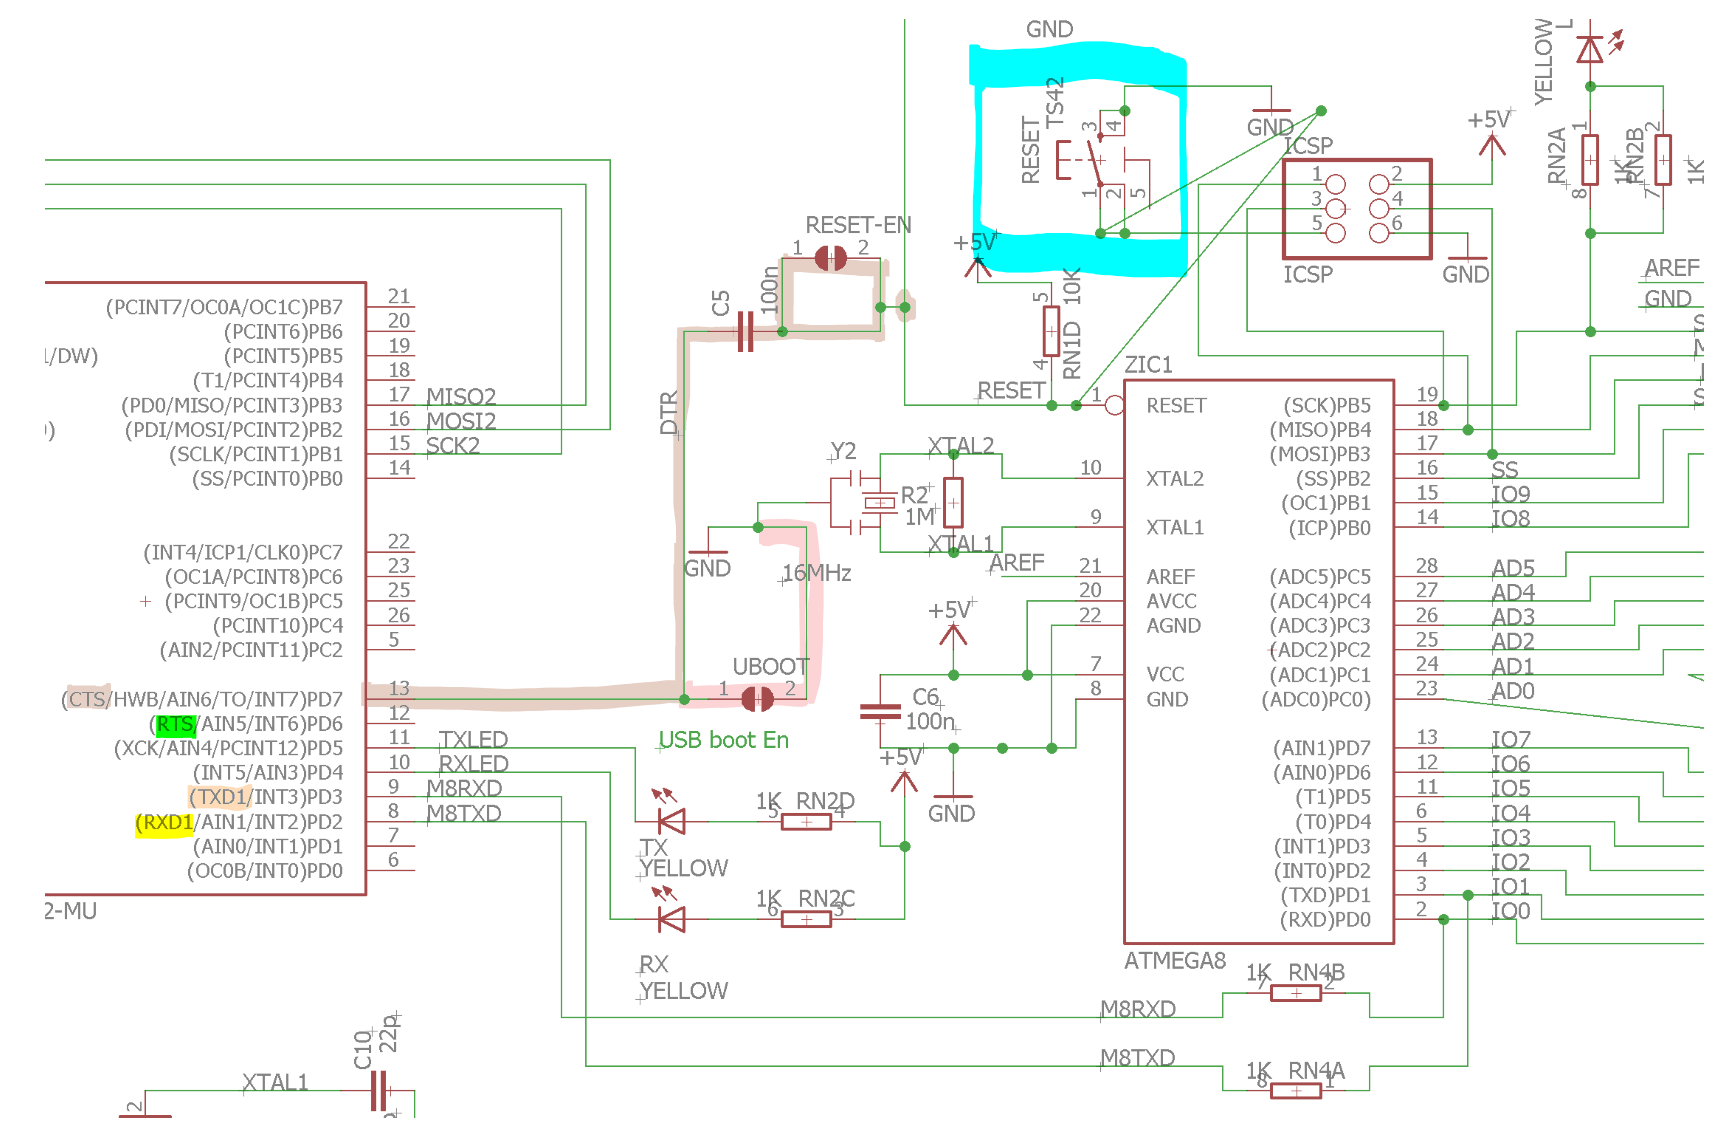 GND
YELLOW
L
TS42
RESET
3
4
1
2
5
GND
+5V
ICSP
1
2
3
4
5
6
ICSP
GND
RN2A
1
8
1K
RN2B
2
7
1K
AREF
GND
RESET-EN
1
2
+5V
C5
100n
5
10K
RN1D
4
DTR
RESET
(PCINT7/OC0A/OC1C)PB7
21
(PCINT6)PB6
20
1/DW)
(PCINT5)PB5
19
(T1/PCINT4)PB4
18
(PD0/MISO/PCINT3)PB3
17
MISO2
(PDI/MOSI/PCINT2)PB2
16
MOSI2
(SCLK/PCINT1)PB1
15
SCK2
(SS/PCINT0)PB0
14
(INT4/ICP1/CLK0)PC7
22
(OC1A/PCINT8)PC6
23
(PCINT9/OC1B)PC5
25
(PCINT10)PC4
26
(AIN2/PCINT11)PC2
5
(CTS/HWB/AIN6/TO/INT7)PD7
13
(RTS/AIN5/INT6)PD6
12
(XCK/AIN4/PCINT12)PD5
11
TXLED
(INT5/AIN3)PD4
10
RXLED
(TXD1/INT3)PD3
9
M8RXD
(RXD1/AIN1/INT2)PD2
8
M8TXD
(AIN0/INT1)PD1
7
(OC0B/INT0)PD0
6
2-MU
Y2
XTAL2
R2
1M
XTAL1
GND
16MHz
AREF
UBOOT
1
2
USB boot En
+5V
C6
100n
+5V
GND
1K RN2D
5
4
TX
YELLOW
1K RN2C
6
3
RX
YELLOW
ZIC1
1
RESET
10
XTAL2
9
XTAL1
21
AREF
20
AVCC
22
AGND
7
VCC
8
GND
(SCK)PB5
19
(MISO)PB4
18
(MOSI)PB3
17
(SS)PB2
16
SS
(OC1)PB1
15
IO9
(ICP)PB0
14
IO8
(ADC5)PC5
28
AD5
(ADC4)PC4
27
AD4
(ADC3)PC3
26
AD3
(ADC2)PC2
25
AD2
(ADC1)PC1
24
AD1
(ADC0)PC0)
23
AD0
(AIN1)PD7
13
IO7
(AIN0)PD6
12
IO6
(T1)PD5
11
IO5
(T0)PD4
6
IO4
(INT1)PD3
5
IO3
(INT0)PD2
4
IO2
(TXD)PD1
3
IO1
(RXD)PD0
2
IO0
ATMEGA8
M8RXD
1K RN4B
7
2
M8TXD
1K RN4A
8
1
C10
22p
XTAL1
2